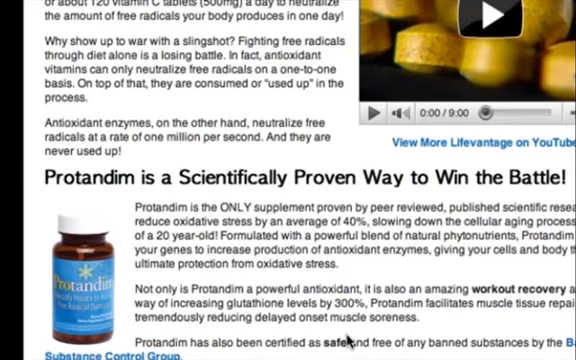 or about 120 vitamin C tablets (500mg) a day to neutralize
the amount of free radicals your body produces in one day!
Why show up to war with a slingshot? Fighting free radicals
through diet alone is a losing battle. In fact, antioxidant
vitamins can only neutralize free radicals on a one-to-one
basis. On top of that, they are consumed or "used up" in the
process.
Antioxidant enzymes, on the other hand, neutralize free
radicals at a rate of one million per second. And they are
never used up!
0:00 / 9:00
View More Lifevantage on YouTube
Protandim is a Scientifically Proven Way to Win the Battle!
Protandim is the ONLY supplement proven by peer reviewed, published scientific resea
reduce oxidative stress by an average of 40%, slowing down the cellular aging process
of a 20 year-old! Formulated with a powerful blend of natural phytonutrients, Protandim
your genes to increase production of antioxidant enzymes, giving your cells and body th
ultimate protection from oxidative stress.
Protandim
Not only is Protandim a powerful antioxidant, it is also an amazing workout recovery a
way of increasing glutathione levels by 300%, Protandim facilitates muscle tissue repai
tremendously reducing delayed onset muscle soreness.
Protandim has also been certified as safe and free of any banned substances by the Ba
Substance Control Group.